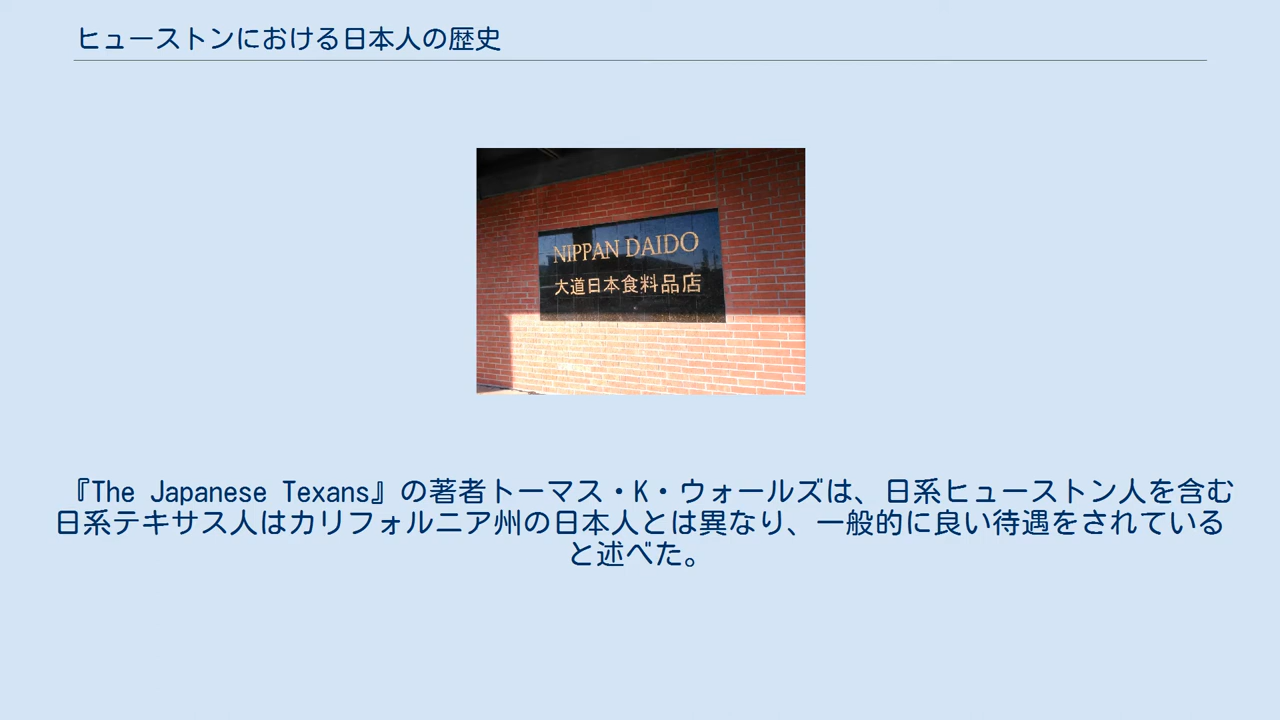 ヒューストンにおける日本人の歴史
NIPPAN DAIDO
大道日本食料品店
『The Japanese Texans』の著者トーマス・K・ウォールズは、日系ヒューストン人を含む
日系テキサス人はカリフォルニア州の日本人とは異なり、一般的に良い待遇をされている
と述べた。